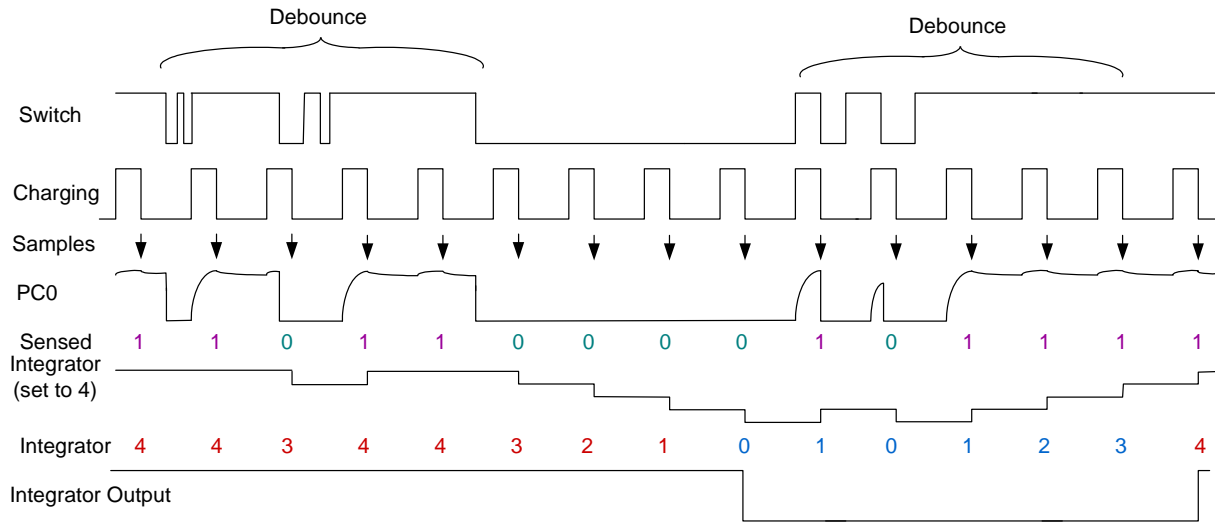 Debounce
Debounce
Switch
Charging
Samples
PC0
Sensed 1 1 0 1 1 0 0 0 0 1 0 1 1 1 1
Integrator
(set to 4)
Integrator 4 4 3 4 4 3 2 1 0 1 0 1 2 3 4
Integrator Output